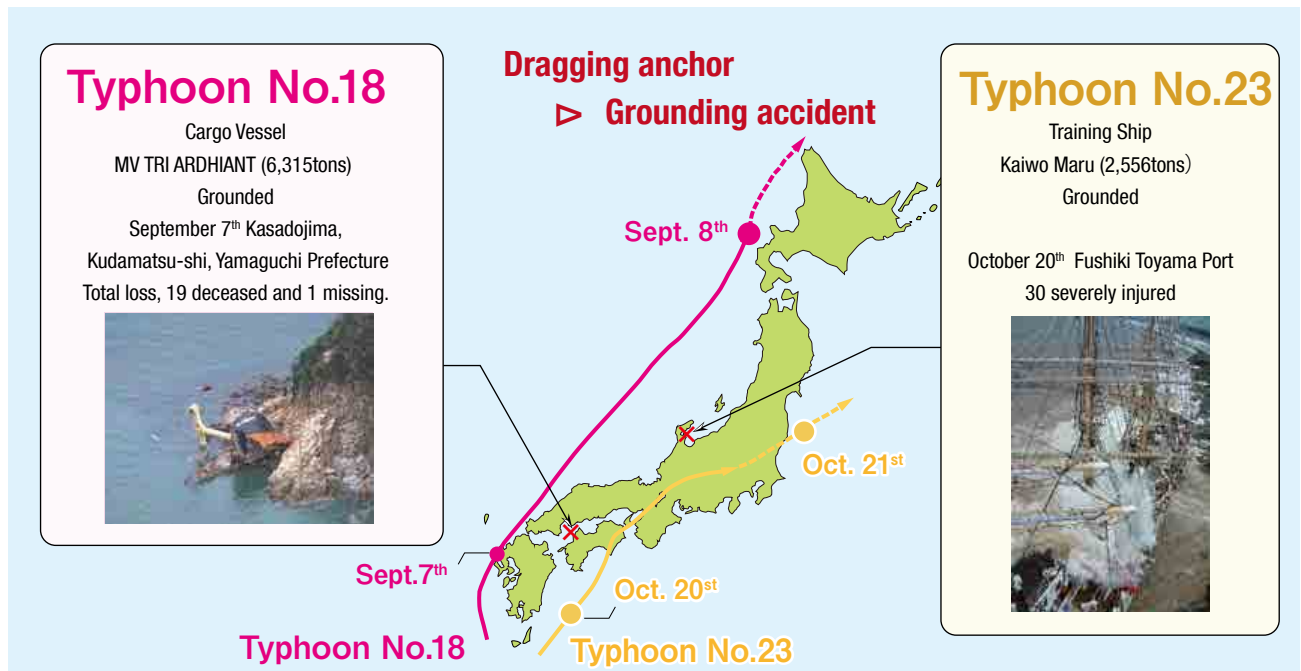 Typhoon No.18
Cargo Vessel
MV TRI ARDHIANT (6,315tons)
Grounded
September 7th Kasadojima,
Kudamatsu-shi, Yamaguchi Prefecture
Total loss, 19 deceased and 1 missing.
Dragging anchor
▷ Grounding accident
Typhoon No.23
Training Ship
Kaiwo Maru (2,556tons）
Grounded
October 20th Fushiki Toyama Port
30 severely injured
Sept. 8th
Oct. 21st
Sept.7th
Oct. 20st
Typhoon No.18
Typhoon No.23